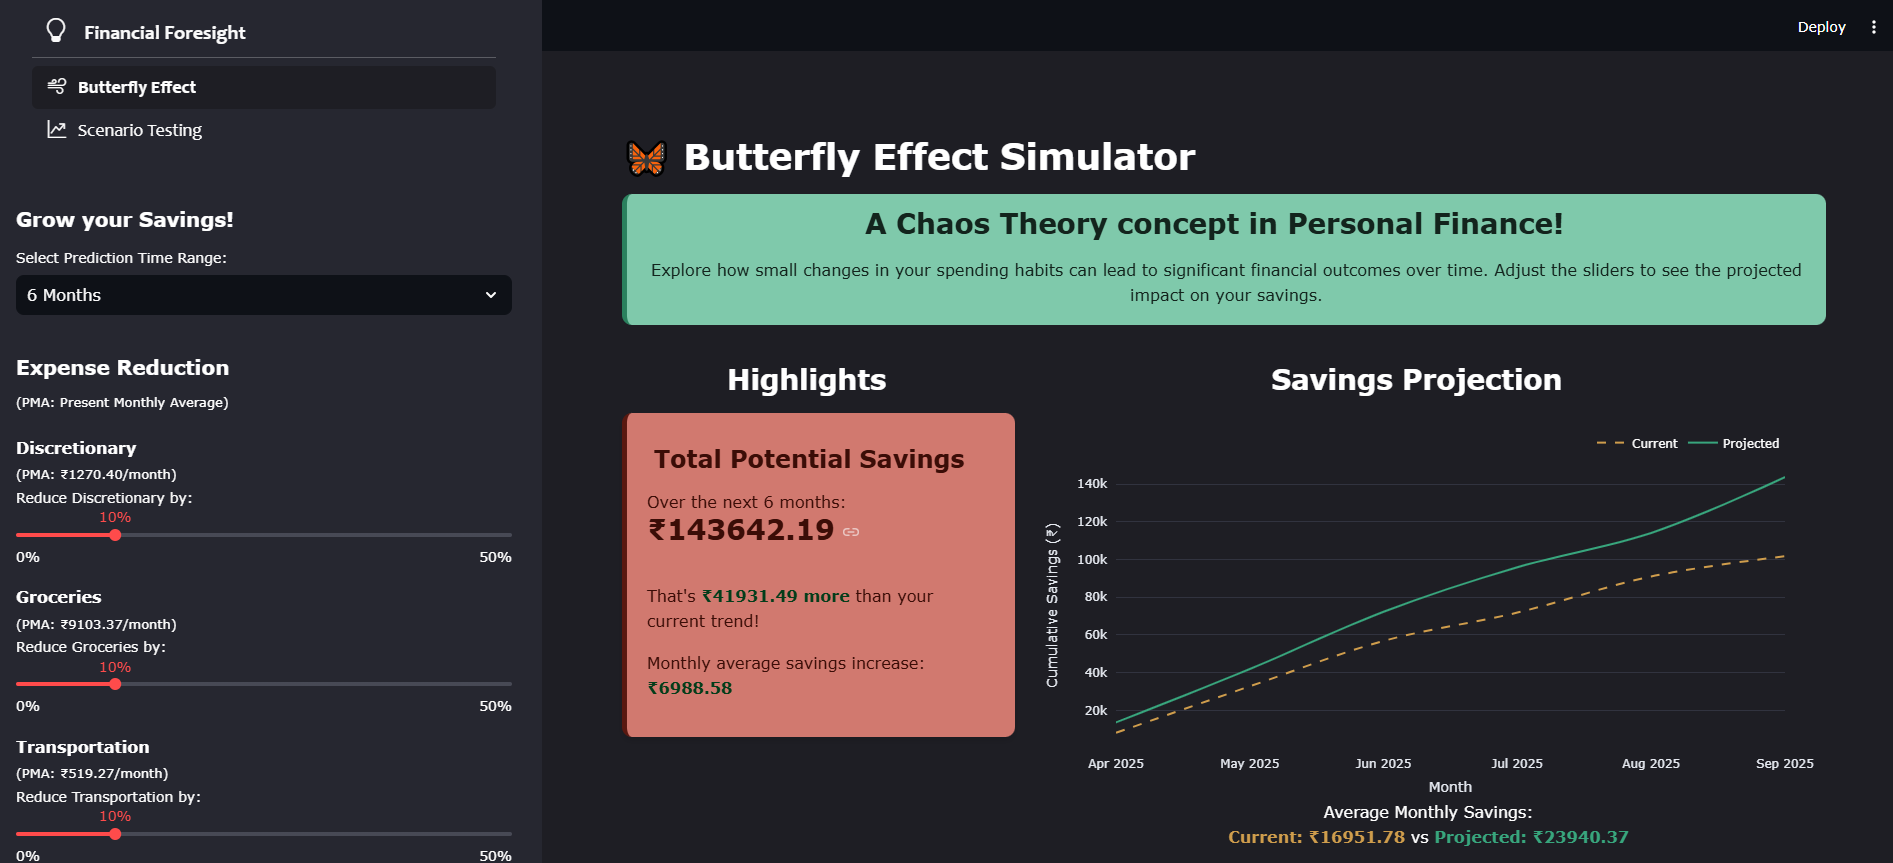 Financial Foresight
Butterfly Effect
Scenario Testing
Grow your Savings!
Select Prediction Time Range:
6 Months
Expense Reduction
(PMA: Present Monthly Average)
Discretionary
(PMA: ₹1270.40/month)
Reduce Discretionary by:
10%
0% 50%
Groceries
(PMA: ₹9103.37/month)
Reduce Groceries by:
10%
0% 50%
Transportation
(PMA: ₹519.27/month)
Reduce Transportation by:
10%
0% 50%
Deploy
Butterfly Effect Simulator
A Chaos Theory concept in Personal Finance!
Explore how small changes in your spending habits can lead to significant financial outcomes over time. Adjust the sliders to see the projected
impact on your savings.
Highlights
Total Potential Savings
Over the next 6 months:
₹143642.19
That's ₹41931.49 more than your
current trend!
Monthly average savings increase:
₹6988.58
Savings Projection
Current Projected
Cumulative Savings (₹)
140k
120k
100k
80k
60k
40k
20k
Apr 2025 May 2025 Jun 2025 Jul 2025 Aug 2025 Sep 2025
Month
Average Monthly Savings:
Current: ₹16951.78 vs Projected: ₹23940.37